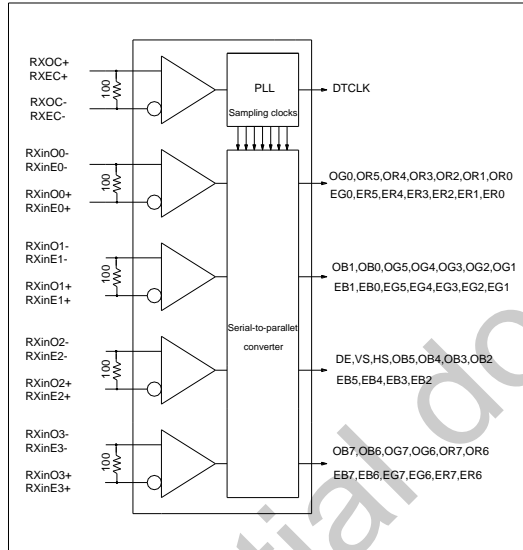 RXOC+
RXEC+
100
RXOC-
RXEC-
PLL
Sampling clocks
DTCLK
RXinO0-
RXinE0-
100
RXinO0+
RXinE0+
OG0,OR5,OR4,OR3,OR2,OR1,OR0
EG0,ER5,ER4,ER3,ER2,ER1,ER0
RXinO1-
RXinE1-
100
RXinO1+
RXinE1+
OB1,OB0,OG5,OG4,OG3,OG2,OG1
EB1,EB0,EG5,EG4,EG3,EG2,EG1
Serial-to-parallet
converter
RXinO2-
RXinE2-
100
RXinO2+
RXinE2+
DE,VS,HS,OB5,OB4,OB3,OB2
EB5,EB4,EB3,EB2
RXinO3-
RXinE3-
100
RXinO3+
RXinE3+
OB7,OB6,OG7,OG6,OR7,OR6
EB7,EB6,EG7,EG6,ER7,ER6